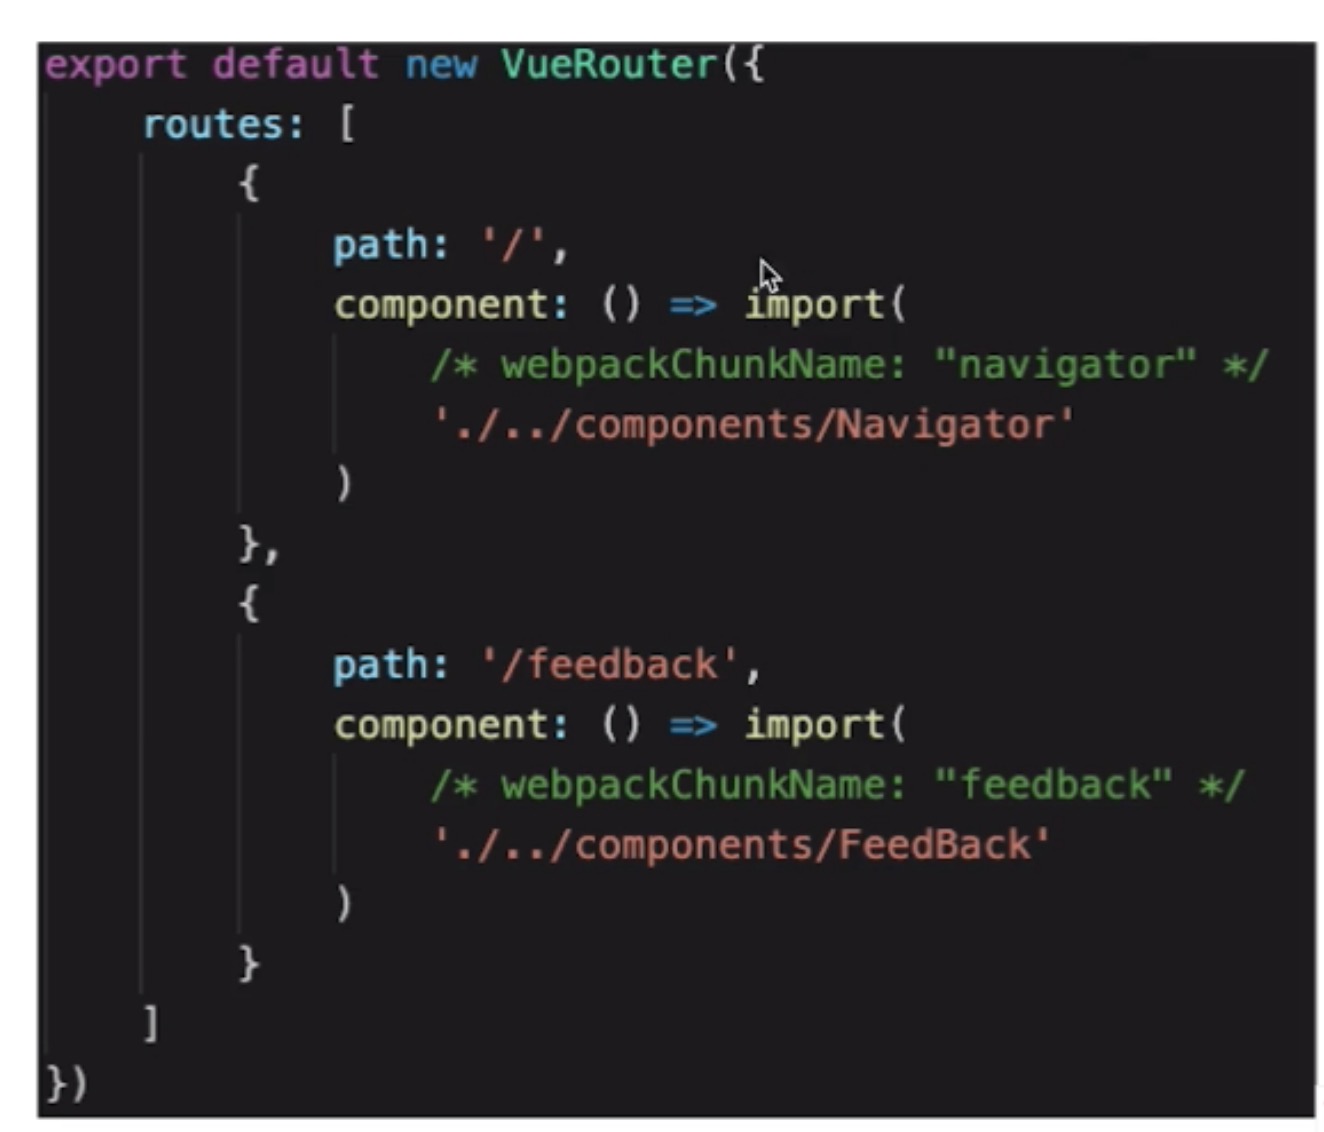 export default new VueRouter({
    routes: [
        {
            path: '/',
            component: () => import(
                /* webpackChunkName: "navigator" */
                './../components/Navigator'
            )
        },
        {
            path: '/feedback',
            component: () => import(
                /* webpackChunkName: "feedback" */
                './../components/FeedBack'
            )
        }
    ]
})